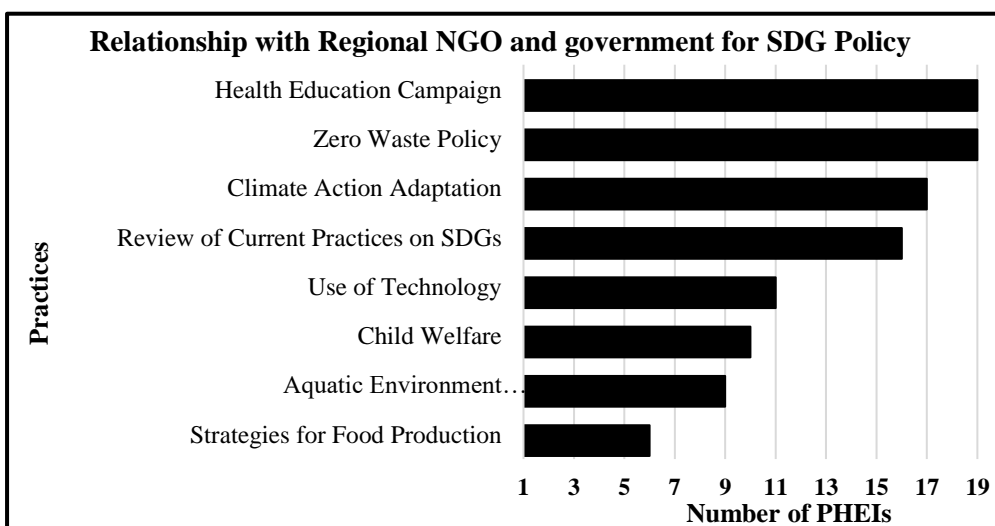 Relationship with Regional NGO and government for SDG Policy
Health Education Campaign
Zero Waste Policy
Climate Action Adaptation
Review of Current Practices on SDGs
Use of Technology
Child Welfare
Aquatic Environment…
Strategies for Food Production
Practices
1 3 5 7 9 11 13 15 17 19
Number of PHEIs